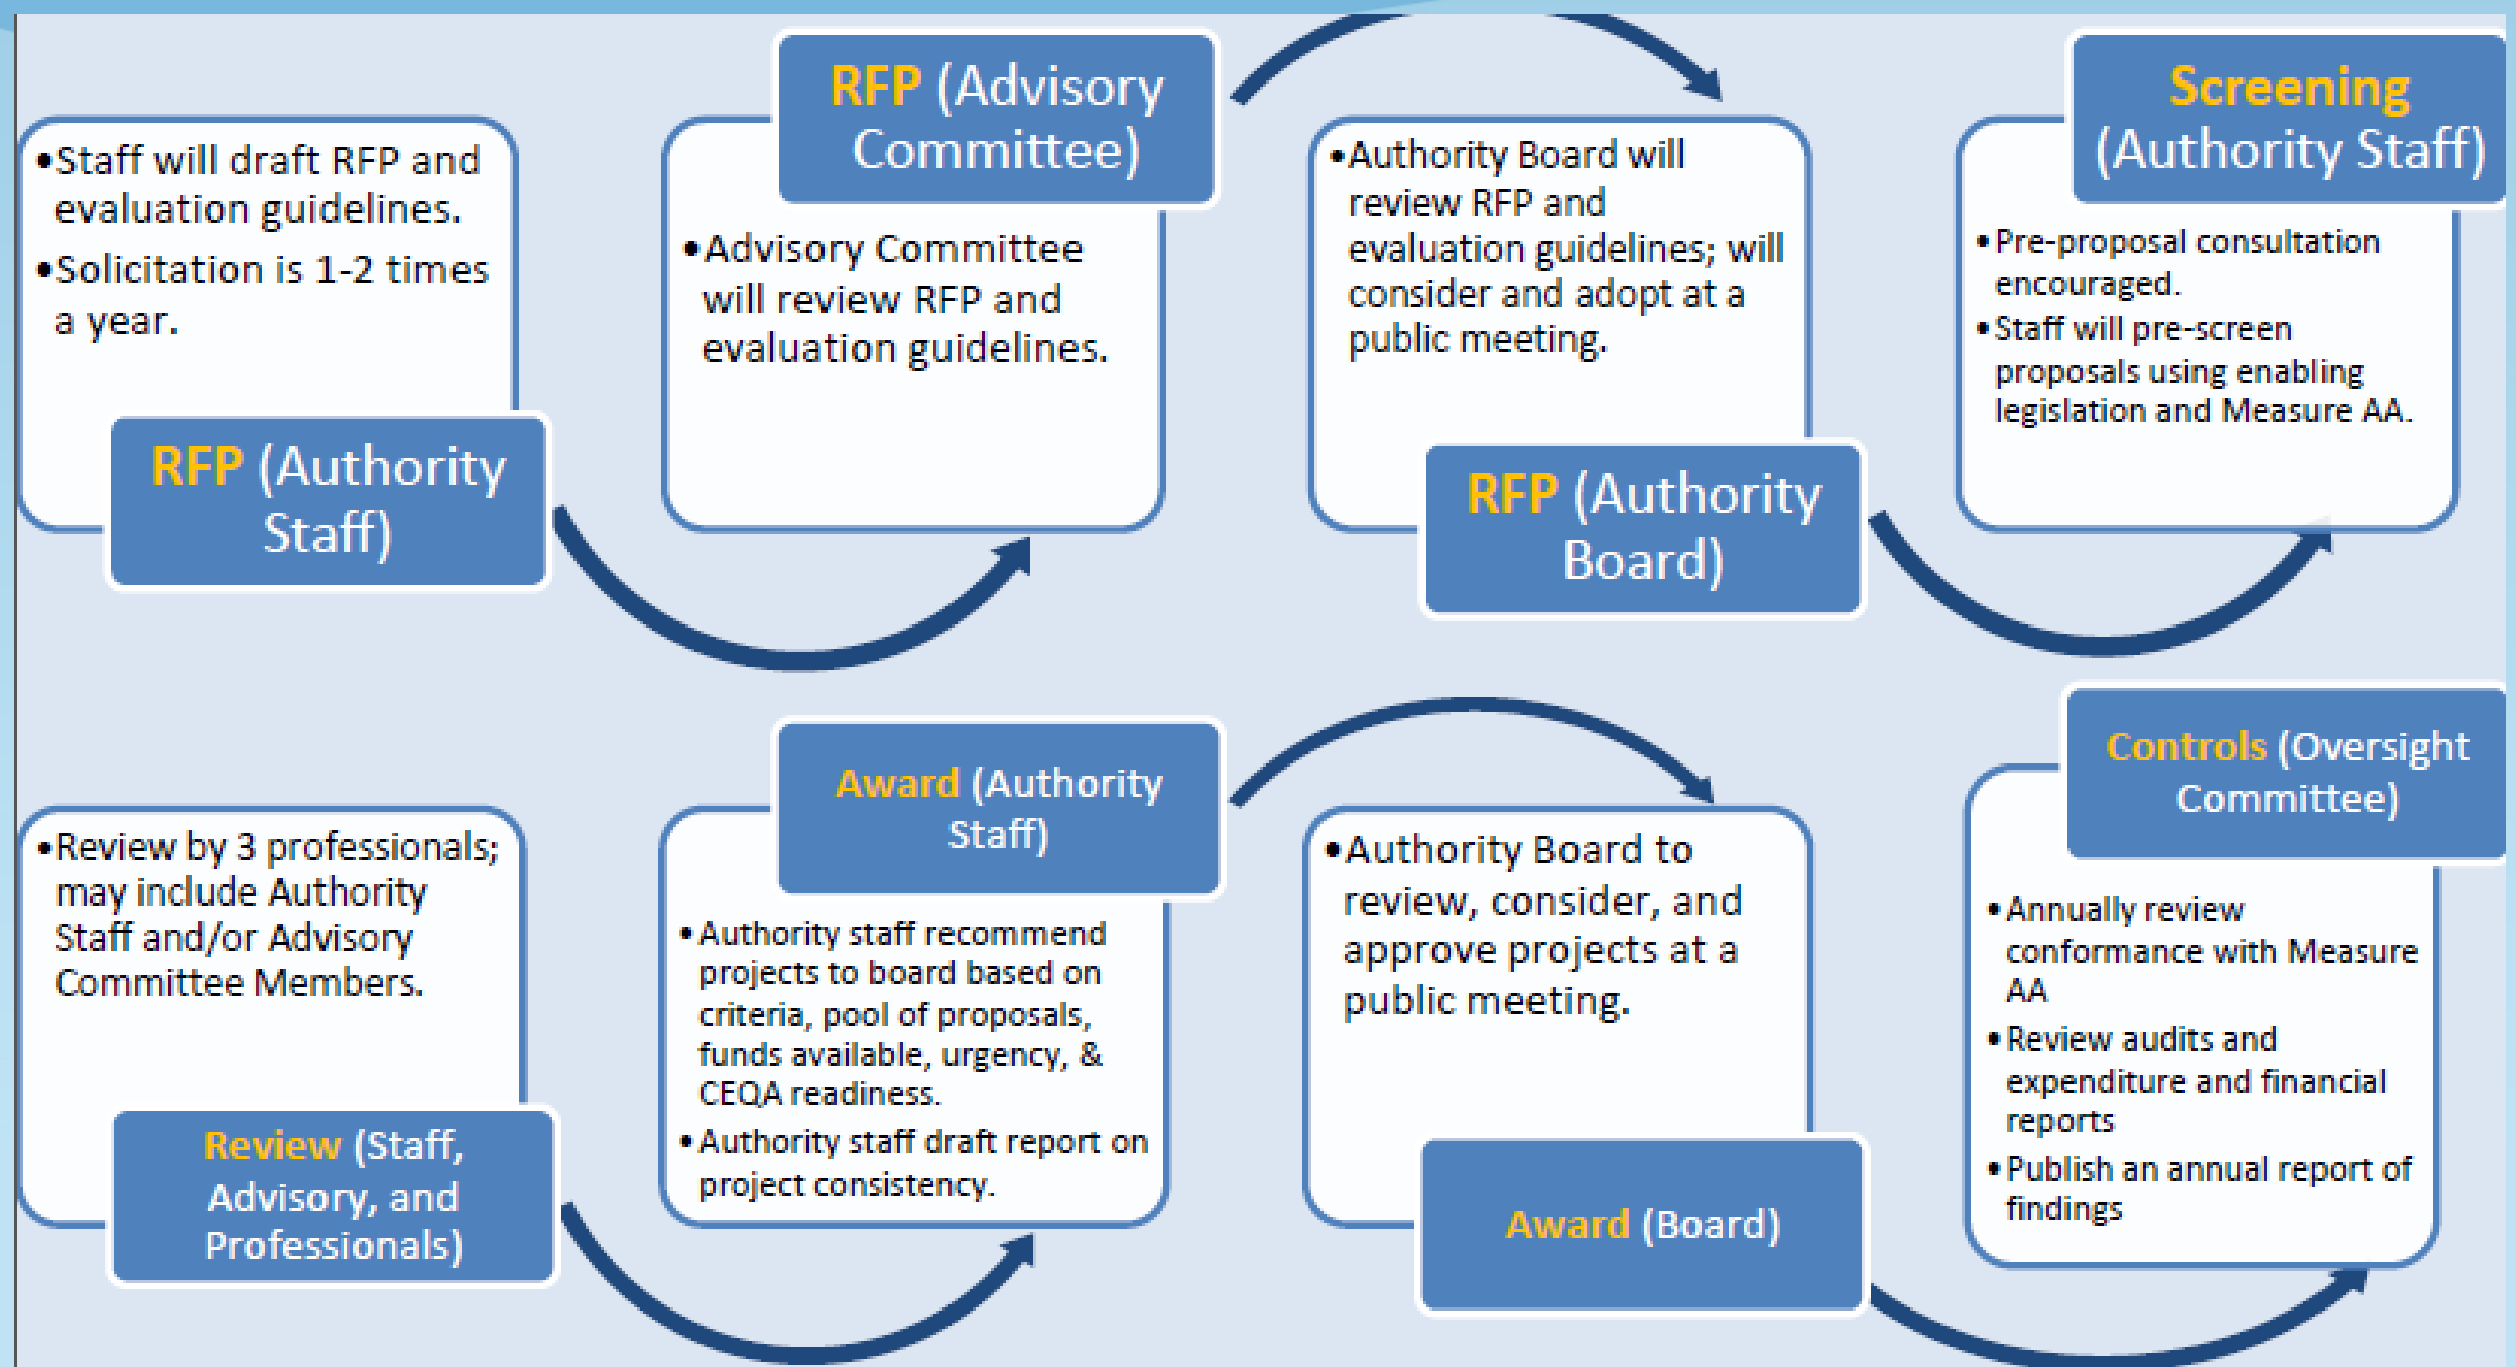 •Staff will draft RFP and
evaluation guidelines.
•Solicitation is 1-2 times
a year.
RFP (Authority
Staff)
RFP (Advisory
Committee)
•Advisory Committee
will review RFP and
evaluation guidelines.
•Authority Board will
review RFP and
evaluation guidelines; will
consider and adopt at a
public meeting.
RFP (Authority
Board)
Screening
(Authority Staff)
•Pre-proposal consultation
encouraged.
•Staff will pre-screen
proposals using enabling
legislation and Measure AA.
•Review by 3 professionals;
may include Authority
Staff and/or Advisory
Committee Members.
Review (Staff,
Advisory, and
Professionals)
Award (Authority
Staff)
•Authority staff recommend
projects to board based on
criteria, pool of proposals,
funds available, urgency, &
CEQA readiness.
•Authority staff draft report on
project consistency.
•Authority Board to
review, consider, and
approve projects at a
public meeting.
Award (Board)
Controls (Oversight
Committee)
•Annually review
conformance with Measure
AA
•Review audits and
expenditure and financial
reports
•Publish an annual report of
findings